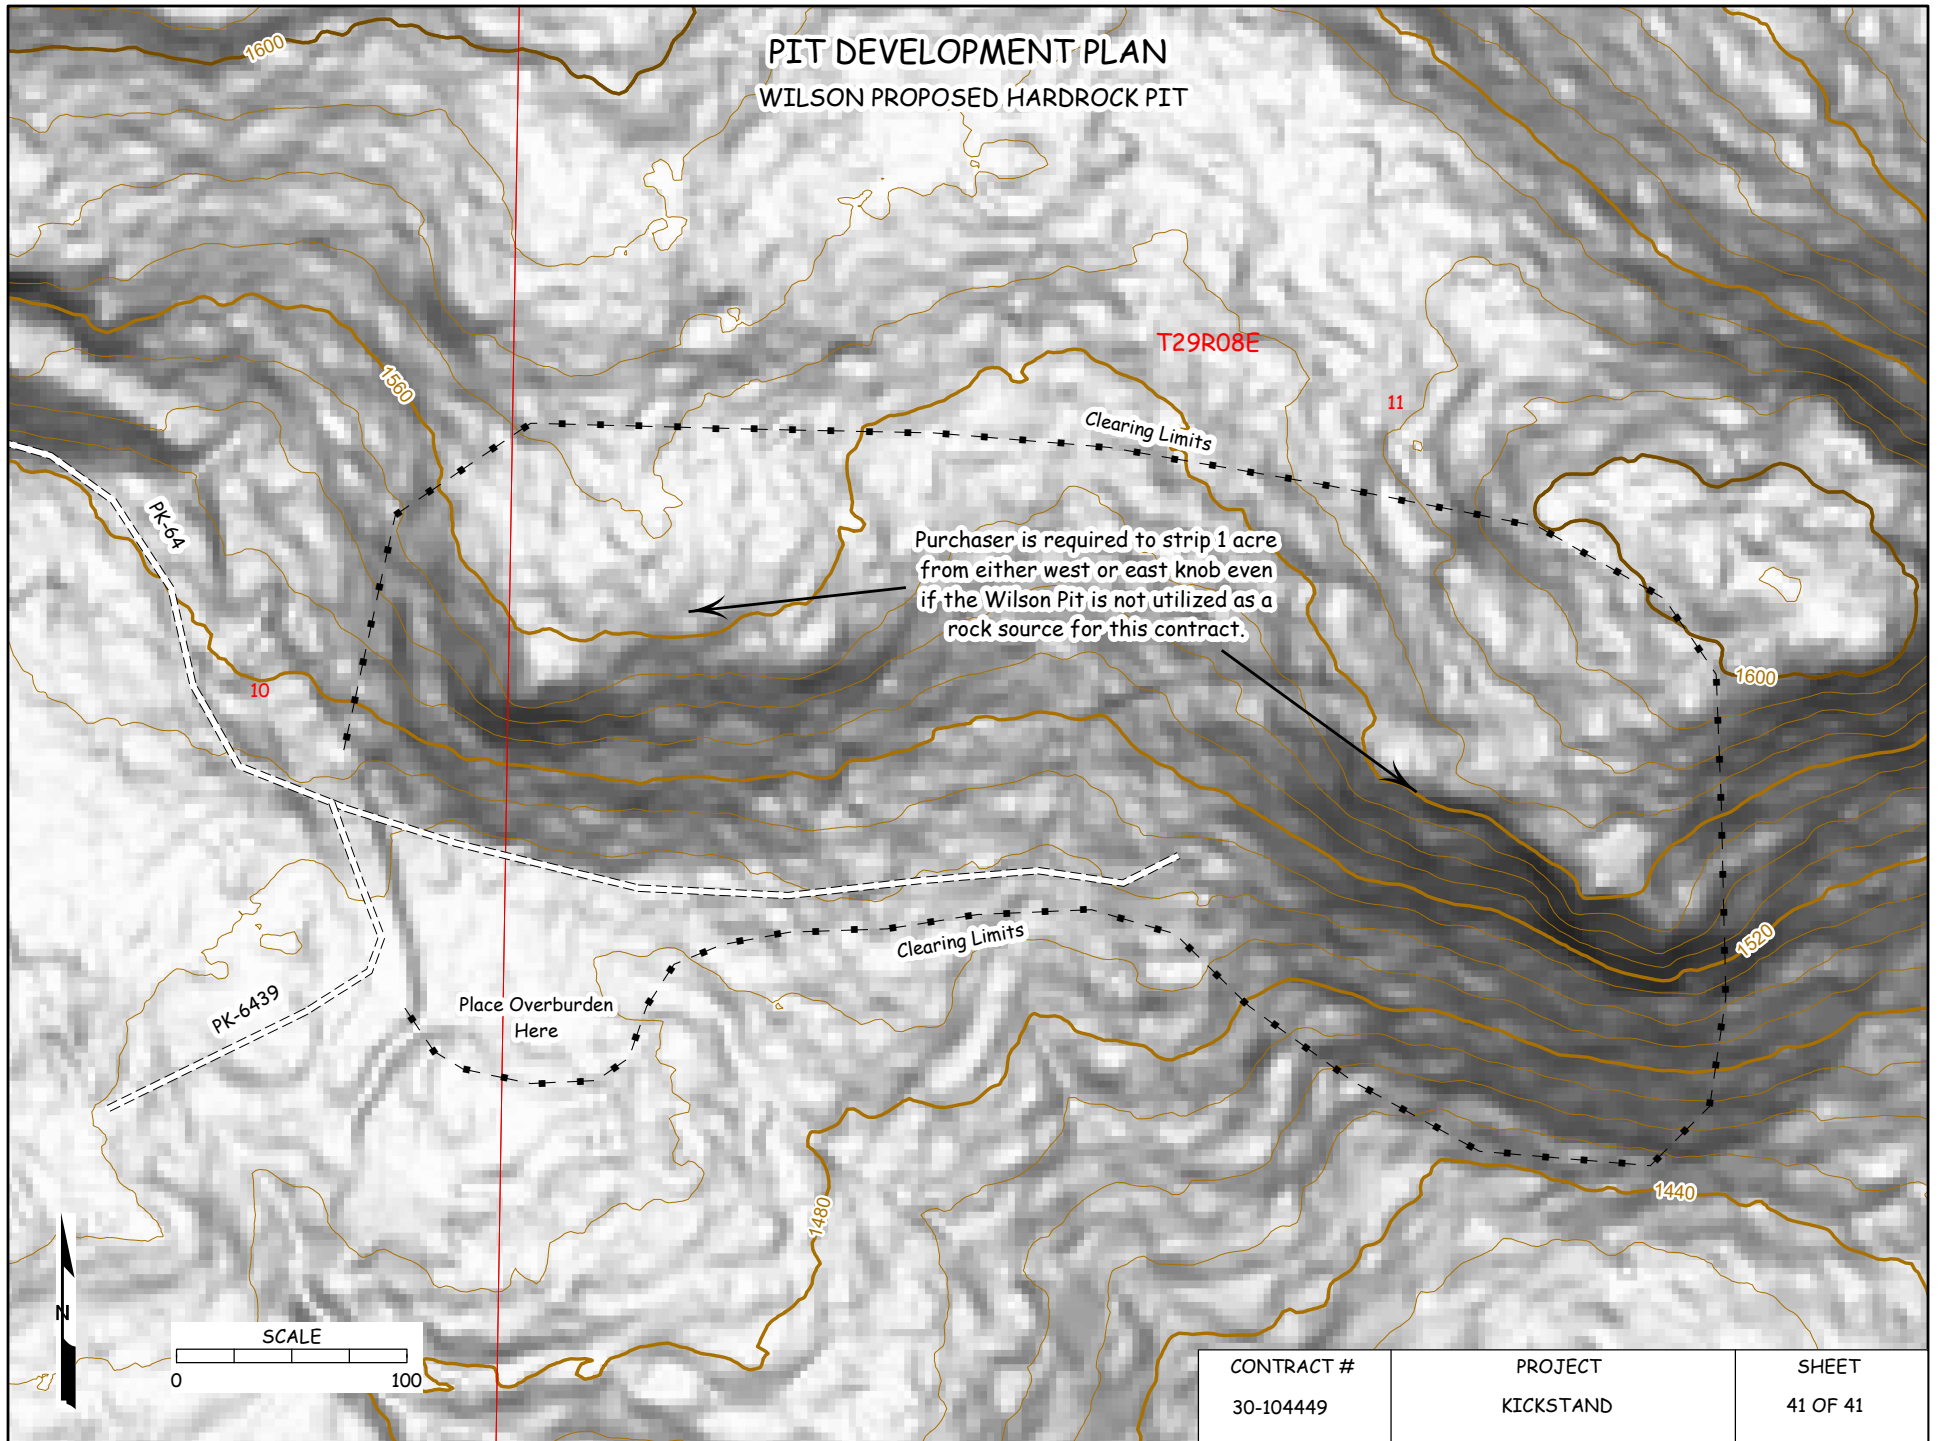 PIT DEVELOPMENT PLAN
WILSON PROPOSED HARDROCK PIT
1600
T29R08E
1560
11
Clearing Limits
PK-64
Purchaser is required to strip 1 acre
from either west or east knob even
if the Wilson Pit is not utilized as a
rock source for this contract.
1600
10
1520
Clearing Limits
Place Overburden
Here
PK-6439
1480
1440
N
SCALE
0 100
CONTRACT # PROJECT SHEET
30-104449 KICKSTAND 41 OF 41